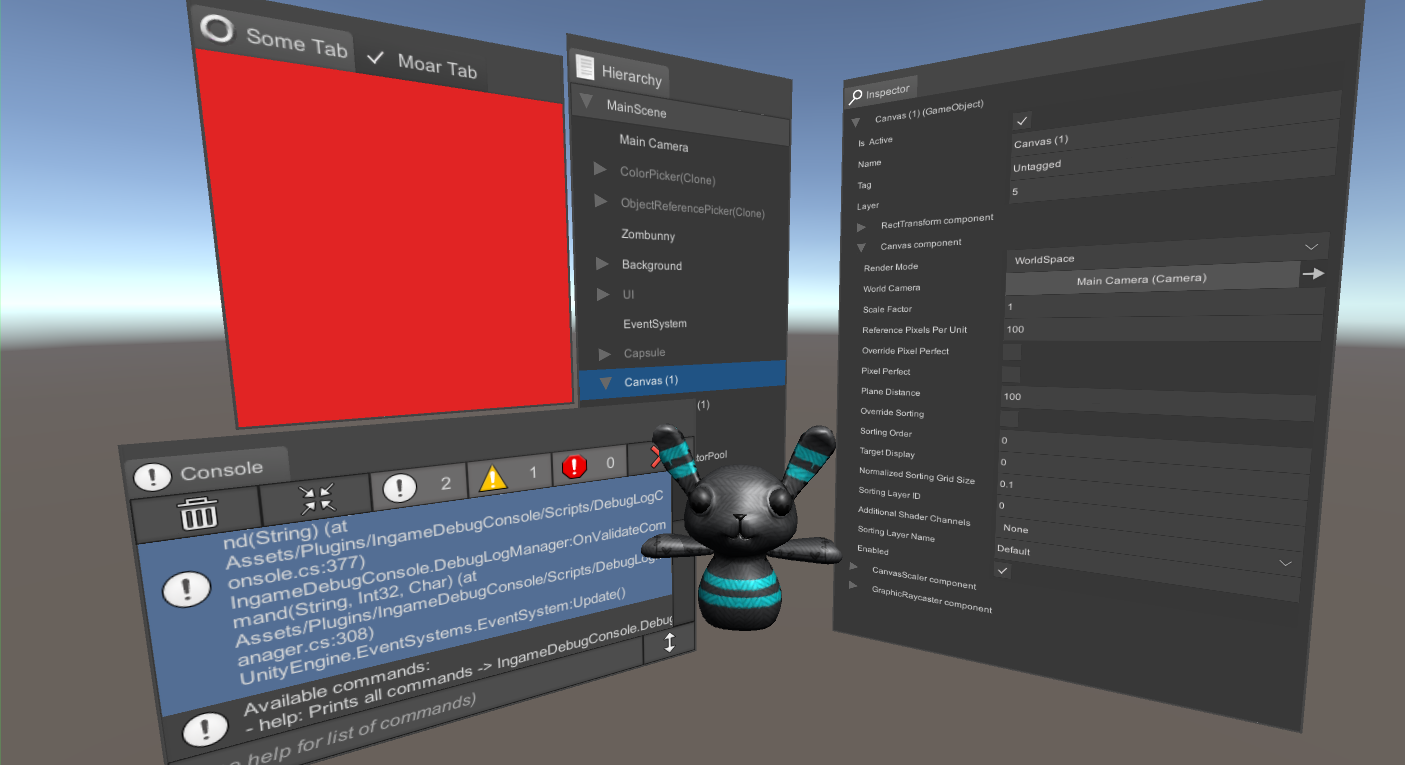 Some Tab
Moar Tab
Hierarchy
MainScene
Main Camera
ColorPicker(Clone)
ObjectReferencePicker(Clone)
Zombunny
Background
UI
EventSystem
Capsule
Canvas (1)
(1)
Inspector
Canvas (1) (GameObject)
Is Active
Name Canvas (1)
Tag Untagged
Layer 5
RectTransform component
Canvas component
Render Mode WorldSpace
World Camera Main Camera (Camera)
Scale Factor 1
Reference Pixels Per Unit 100
Override Pixel Perfect
Pixel Perfect
Plane Distance 100
Override Sorting
Sorting Order 0
Target Display 0
Normalized Sorting Grid Size 0.1
Sorting Layer ID 0
Additional Shader Channels None
Sorting Layer Name Default
Enabled
CanvasScaler component
GraphicRaycaster component
Console
2
1
0
nd(String) (at
Assets/Plugins/IngameDebugConsole/Scripts/DebugLogC
onsole.cs:377)
IngameDebugConsole.DebugLogManager:OnValidateCom
mand(String, Int32, Char) (at
Assets/Plugins/IngameDebugConsole/Scripts/DebugLog
anager.cs:308)
UnityEngine.EventSystems.EventSystem:Update()
Available commands:
- help: Prints all commands -> IngameDebugConsole.Debug
help for list of commands)